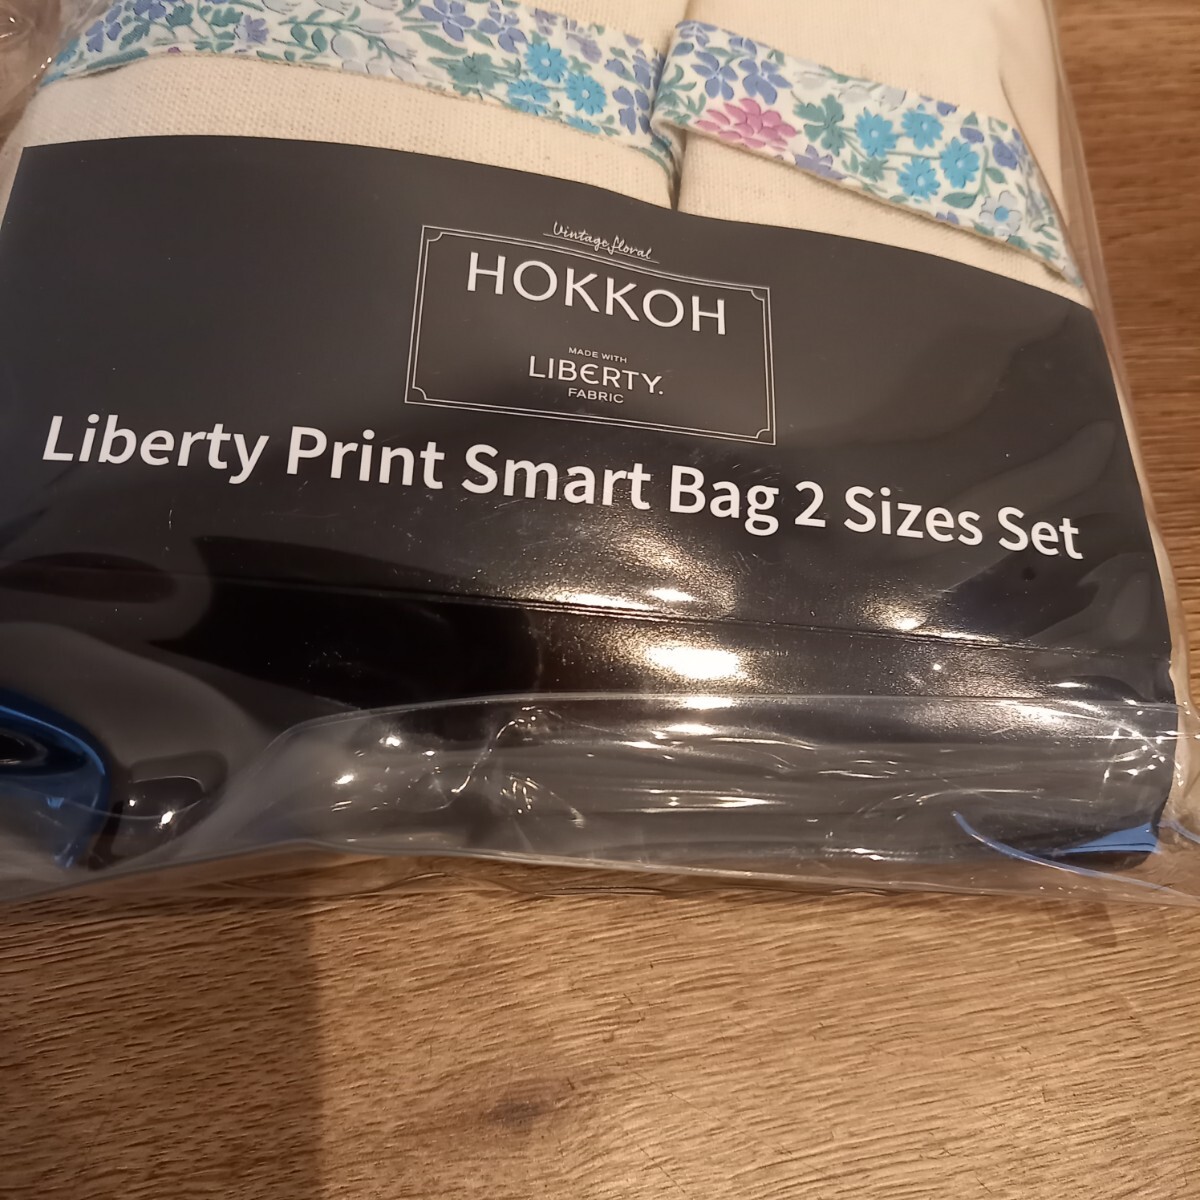 Vintage floral
HOKKOH
MADE WITH
LIBERTY.
FABRIC
Liberty Print Smart Bag 2 Sizes Set